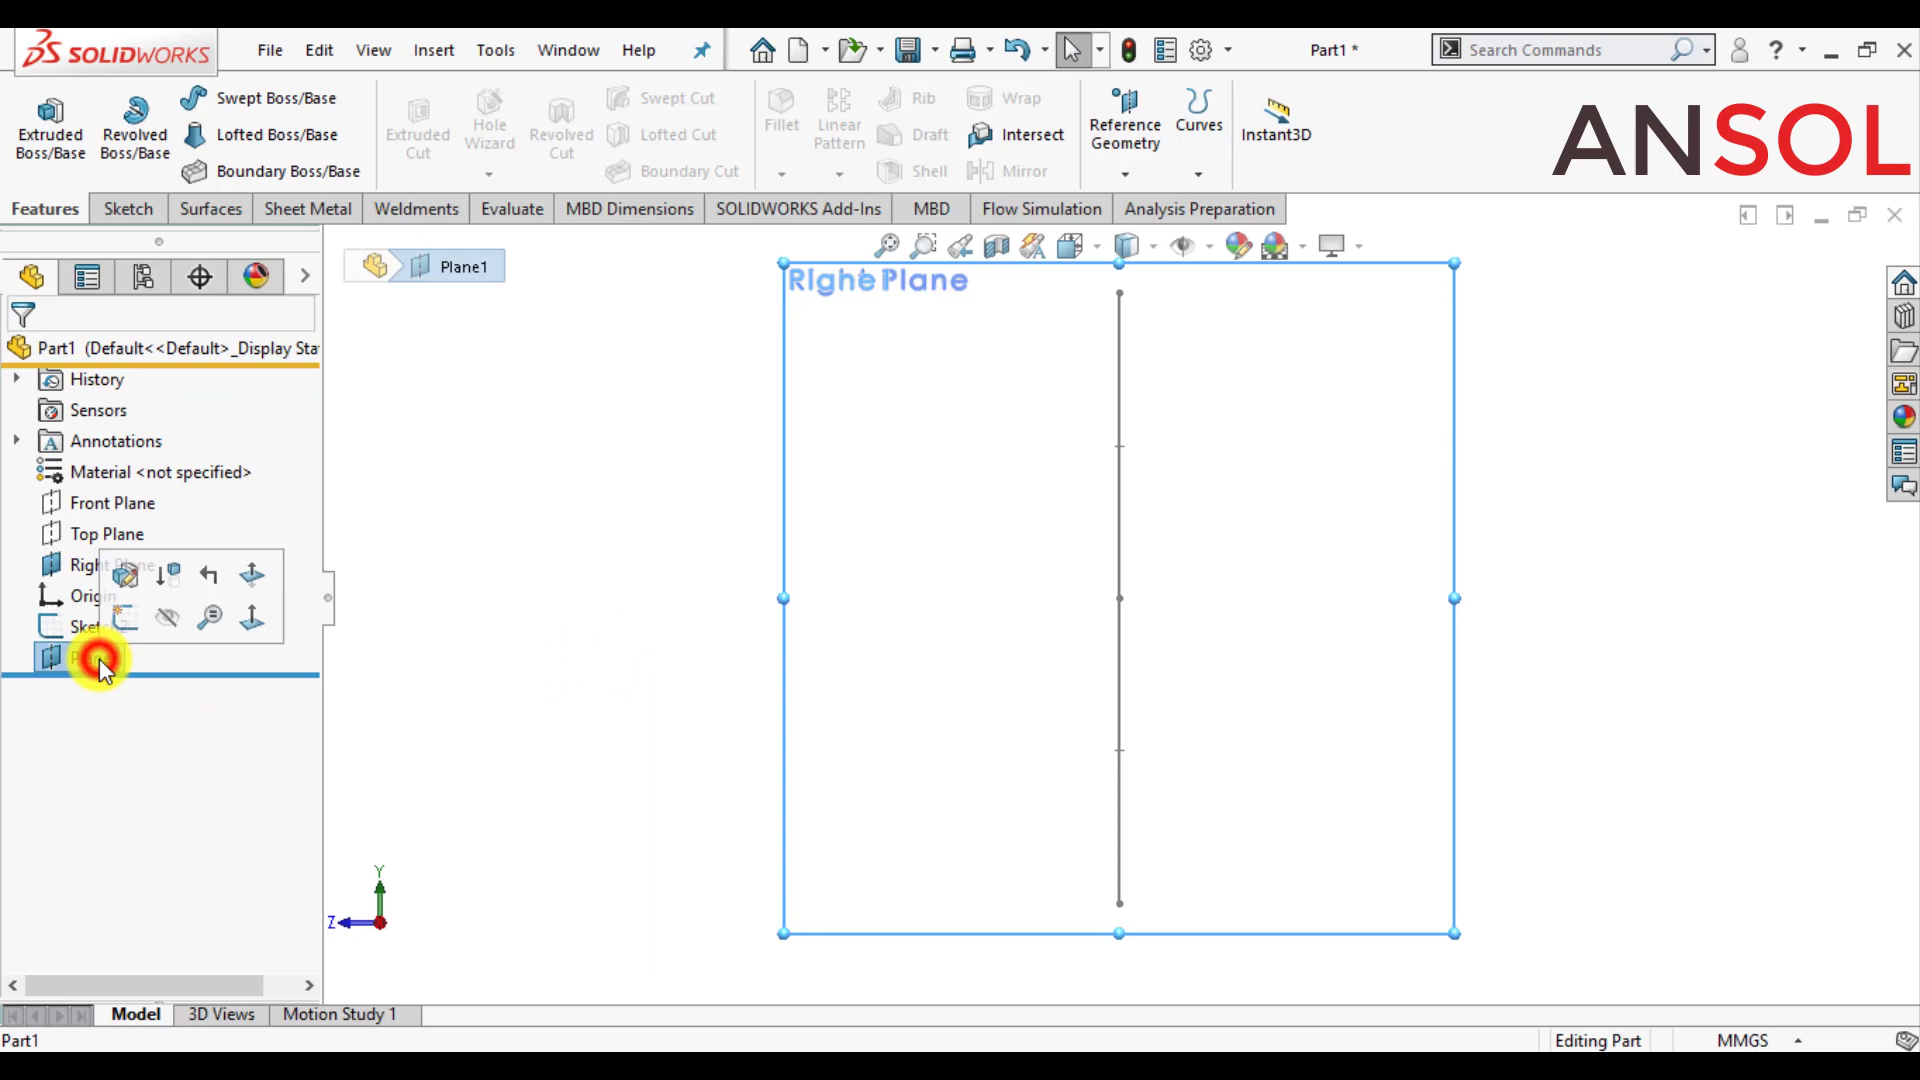 SOLIDWORKS File Edit View Insert Tools Window Help Part1 * Search Commands ?
Extruded Boss/Base
Revolved Boss/Base
Swept Boss/Base
Lofted Boss/Base
Boundary Boss/Base
Extruded Cut
Hole Wizard
Revolved Cut
Swept Cut
Lofted Cut
Boundary Cut
Fillet
Linear Pattern
Rib
Draft
Shell
Wrap
Intersect
Mirror
Reference Geometry
Curves
Instant3D
ANSOL
Features Sketch Surfaces Sheet Metal Weldments Evaluate MBD Dimensions SOLIDWORKS Add-Ins MBD Flow Simulation Analysis Preparation
Plane1
Plane
Part1 (Default<<Default>_Display Sta
History
Sensors
Annotations
Material <not specified>
Front Plane
Top Plane
Right Plane
Origin
Y
Z
Model 3D Views Motion Study 1
Part1 Editing Part MMGS